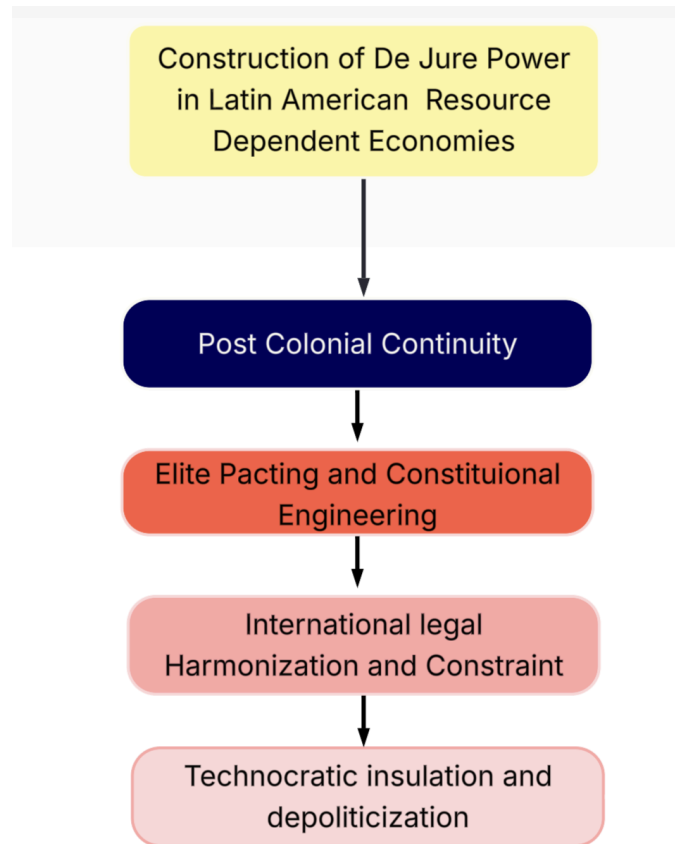 Construction of De Jure Power
in Latin American  Resource
Dependent Economies
Post Colonial Continuity
Elite Pacting and Constituional
Engineering
International legal
Harmonization and Constraint
Technocratic insulation and
depoliticization